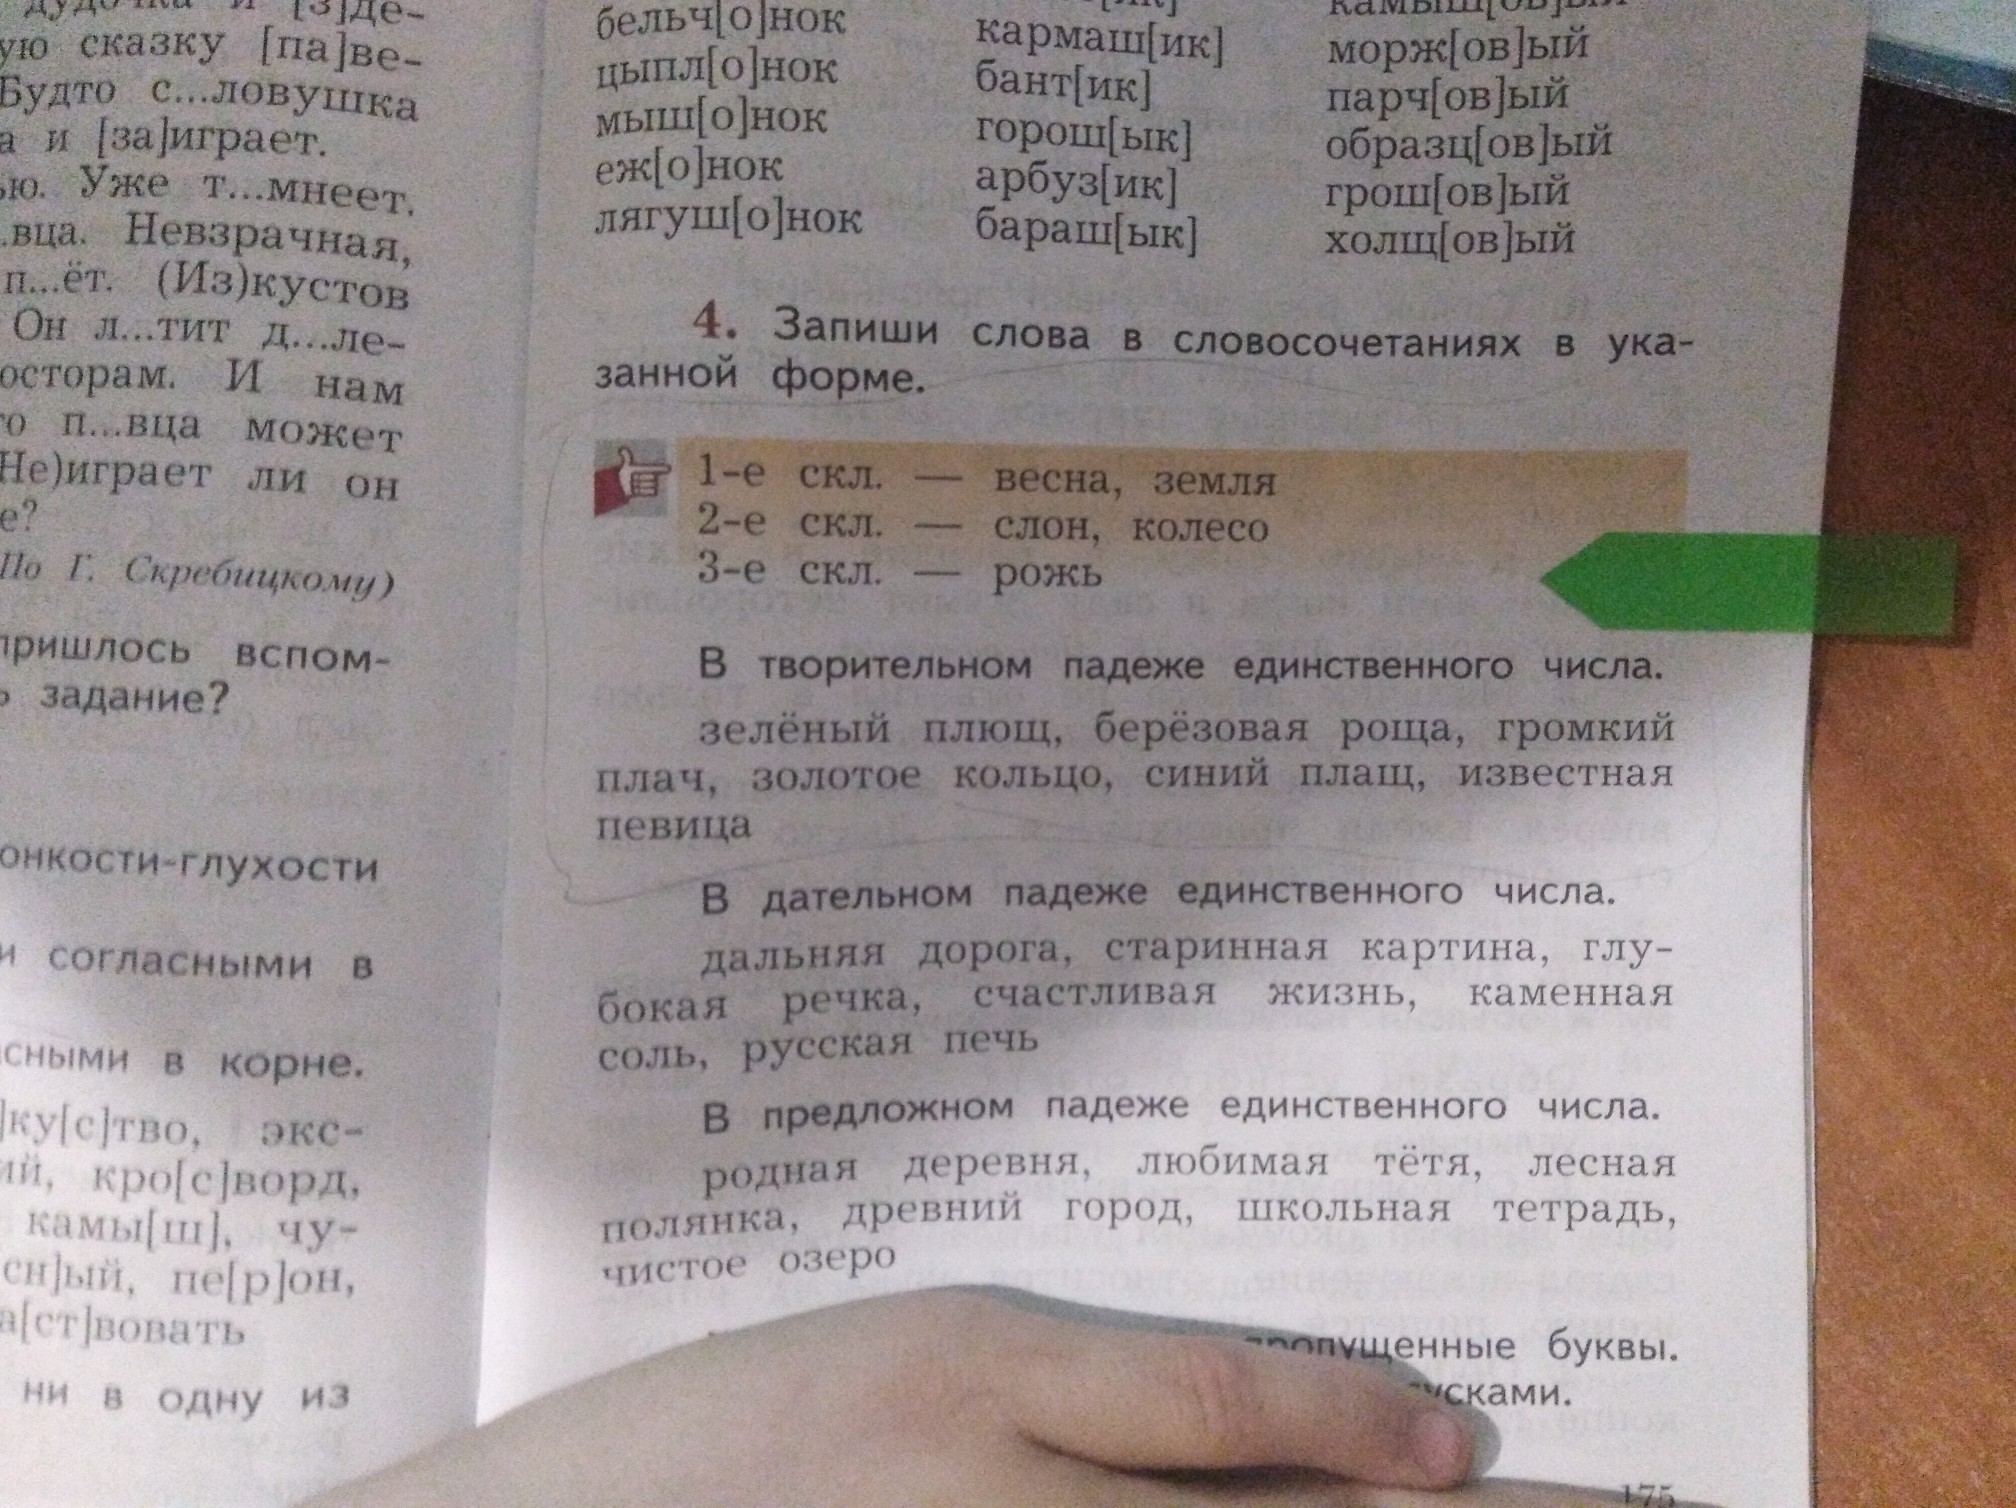 и [з]де-
ую сказку [па]ве-
Будто с...ловушка
а и [за]играет.
Уже т...мнеет.
Невзрачная,
п...ёт. (Из)кустов
Он л...тит д...ле-
осторам. И нам
п...вца может
Не)играет ли он
е?
По Г. Скребицкому)
пришлось вспом-
задание?
онкости-глухости
и согласными в
сными в корне.
]ку[с]тво, экс-
ий, кро[с]ворд,
камы[ш], чу-
сн]ый, пе[р]он,
а[ст]вовать
ни в одну из
бельч[о]нок
цыпл[о]нок
мыш[о]нок
еж[о]нок
лягуш[о]нок
кармаш[ик]
бант[ик]
горош[ык]
арбуз[ик]
бараш[ык]
камыш[ов]ый
морж[ов]ый
парч[ов]ый
образц[ов]ый
грош[ов]ый
холщ[ов]ый
4. Запиши слова в словосочетаниях в ука-
занной форме.
1-е скл. — весна, земля
2-е скл. — слон, колесо
3-е скл. — рожь
В творительном падеже единственного числа.
зелёный плющ, берёзовая роща, громкий
плач, золотое кольцо, синий плащ, известная
певица
В дательном падеже единственного числа.
дальняя дорога, старинная картина, глу-
бокая речка, счастливая жизнь, каменная
соль, русская печь
В предложном падеже единственного числа.
родная деревня, любимая тётя, лесная
полянка, древний город, школьная тетрадь,
чистое озеро
пропущенные буквы.
усками.
175